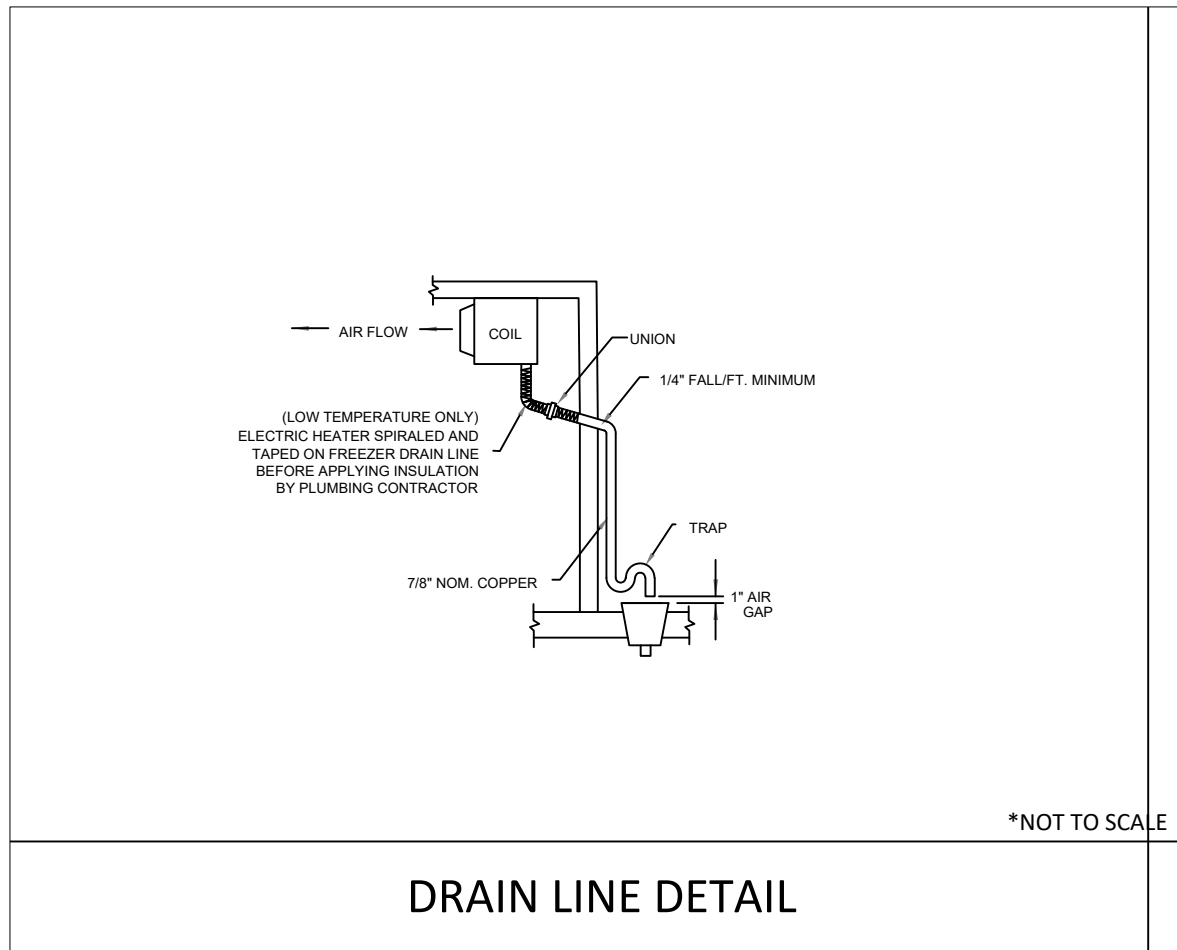 AIR FLOW
COIL
UNION
1/4" FALL/FT. MINIMUM
(LOW TEMPERATURE ONLY)
ELECTRIC HEATER SPIRALED AND
TAPED ON FREEZER DRAIN LINE
BEFORE APPLYING INSULATION
BY PLUMBING CONTRACTOR
TRAP
7/8" NOM. COPPER
1" AIR
GAP
*NOT TO SCALE
DRAIN LINE DETAIL